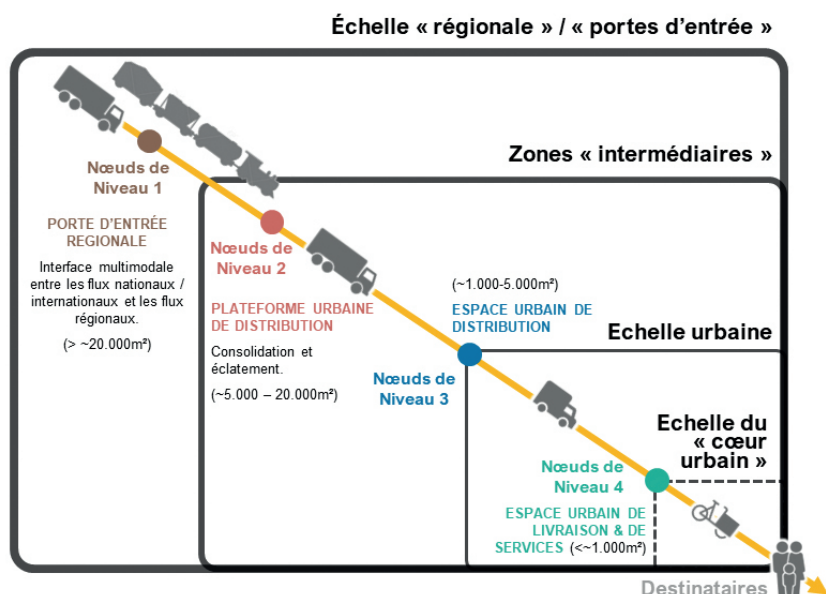 Échelle « régionale » / « portes d'entrée »
Zones « intermédiaires »
Nœuds de
Niveau 1
PORTE D'ENTRÉE
REGIONALE
Interface multimodale
entre les flux nationaux /
internationaux et les flux
régionaux.
(> ~20.000m²)
Nœuds de
Niveau 2
PLATEFORME URBAINE
DE DISTRIBUTION
Consolidation et
éclatement.
(~5.000 – 20.000m²)
(~1.000-5.000m²)
ESPACE URBAIN DE
DISTRIBUTION
Nœuds de
Niveau 3
Echelle urbaine
Echelle du
« cœur
urbain »
Nœuds de
Niveau 4
ESPACE URBAIN DE
LIVRAISON & DE
SERVICES (<~1.000m²)
Destinataires